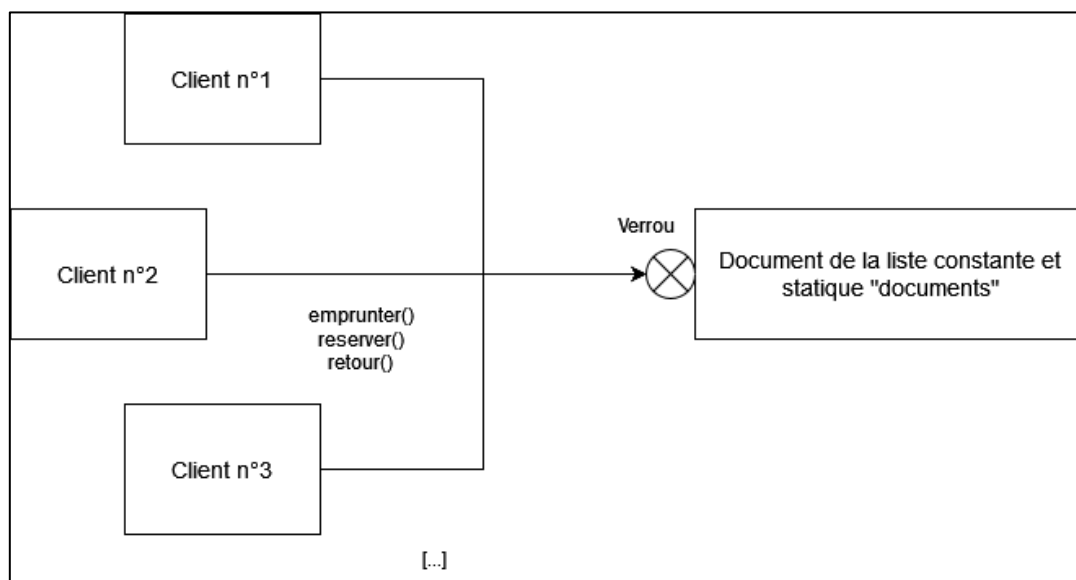 Client n°1
Verrou
Client n°2
Document de la liste constante et
statique "documents"
emprunter()
reserver()
retour()
Client n°3
[...]